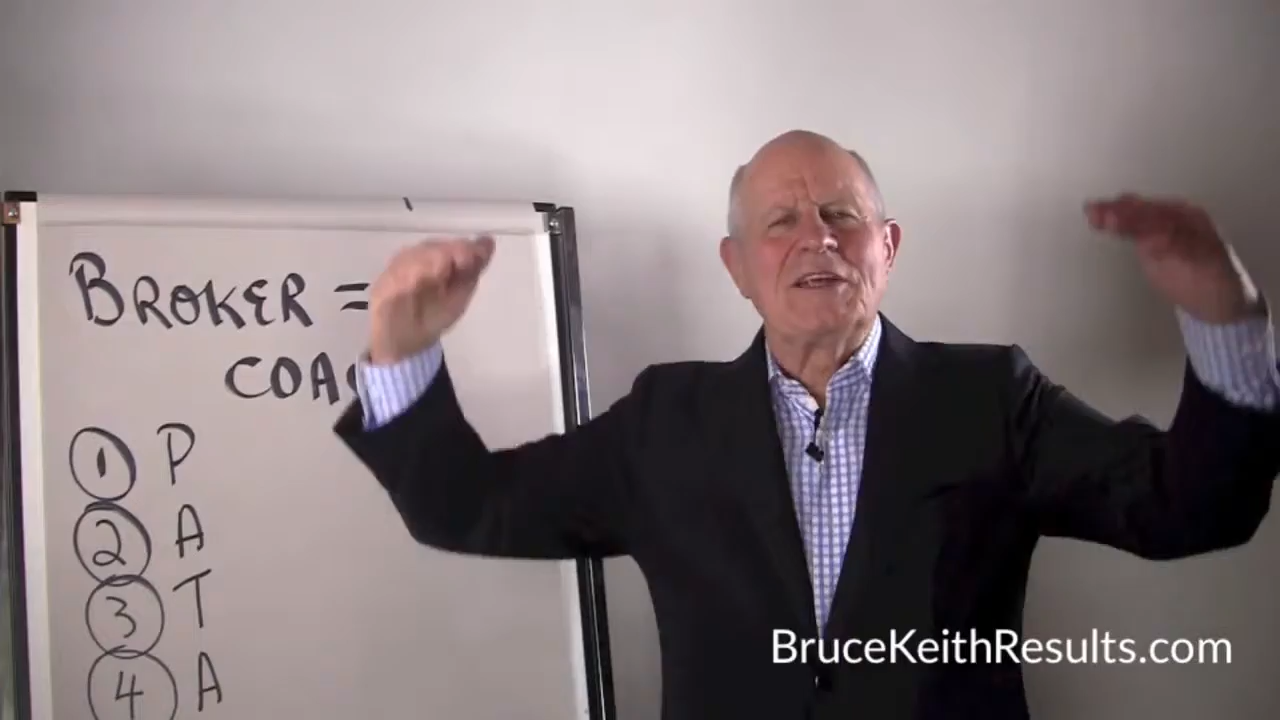 BROKER =
COA
1 P
2 A
3 T
4 A
BruceKeithResults.com